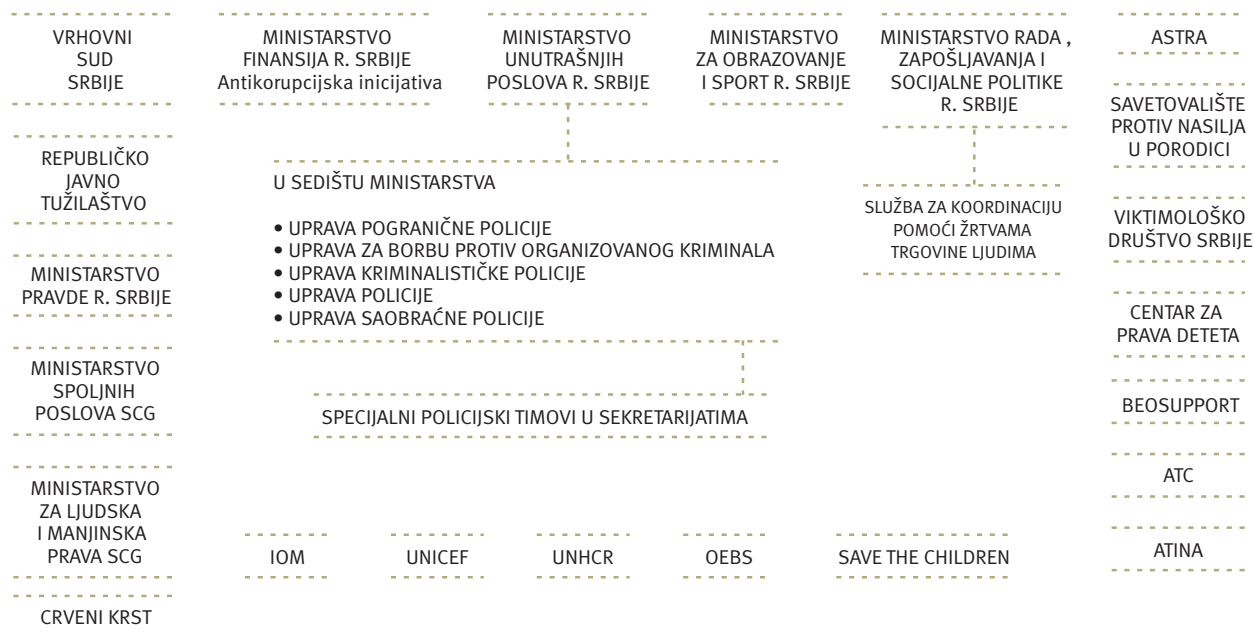 VRHOVNI
SUD
SRBIJE
MINISTARSTVO
FINANSIJA R. SRBIJE
Antikorupcijska inicijativa
MINISTARSTVO
UNUTRAŠNJIH
POSLOVA R. SRBIJE
MINISTARSTVO
ZA OBRAZOVANJE
I SPORT R. SRBIJE
MINISTARSTVO RADA ,
ZAPOŠLJAVANJA I
SOCIJALNE POLITIKE
R. SRBIJE
ASTRA
REPUBLIČKO
JAVNO
TUŽILAŠTVO
MINISTARSTVO
PRAVDE R. SRBIJE
MINISTARSTVO
SPOLJNIH
POSLOVA SCG
MINISTARSTVO
ZA LJUDSKA
I MANJINSKA
PRAVA SCG
CRVENI KRST
U SEDIŠTU MINISTARSTVA
• UPRAVA POGRANIČNE POLICIJE
• UPRAVA ZA BORBU PROTIV ORGANIZOVANOG KRIMINALA
• UPRAVA KRIMINALISTIČKE POLICIJE
• UPRAVA POLICIJE
• UPRAVA SAOBRAĆNE POLICIJE
SPECIJALNI POLICIJSKI TIMOVI U SEKRETARIJATIMA
SLUŽBA ZA KOORDINACIJU
POMOĆI ŽRTVAMA
TRGOVINE LJUDIMA
SAVETOVALIŠTE
PROTIV NASILJA
U PORODICI
VIKTIMOLOŠKO
DRUŠTVO SRBIJE
CENTAR ZA
PRAVA DETETA
BEOSUPPORT
ATC
ATINA
IOM
UNICEF
UNHCR
OEBS
SAVE THE CHILDREN